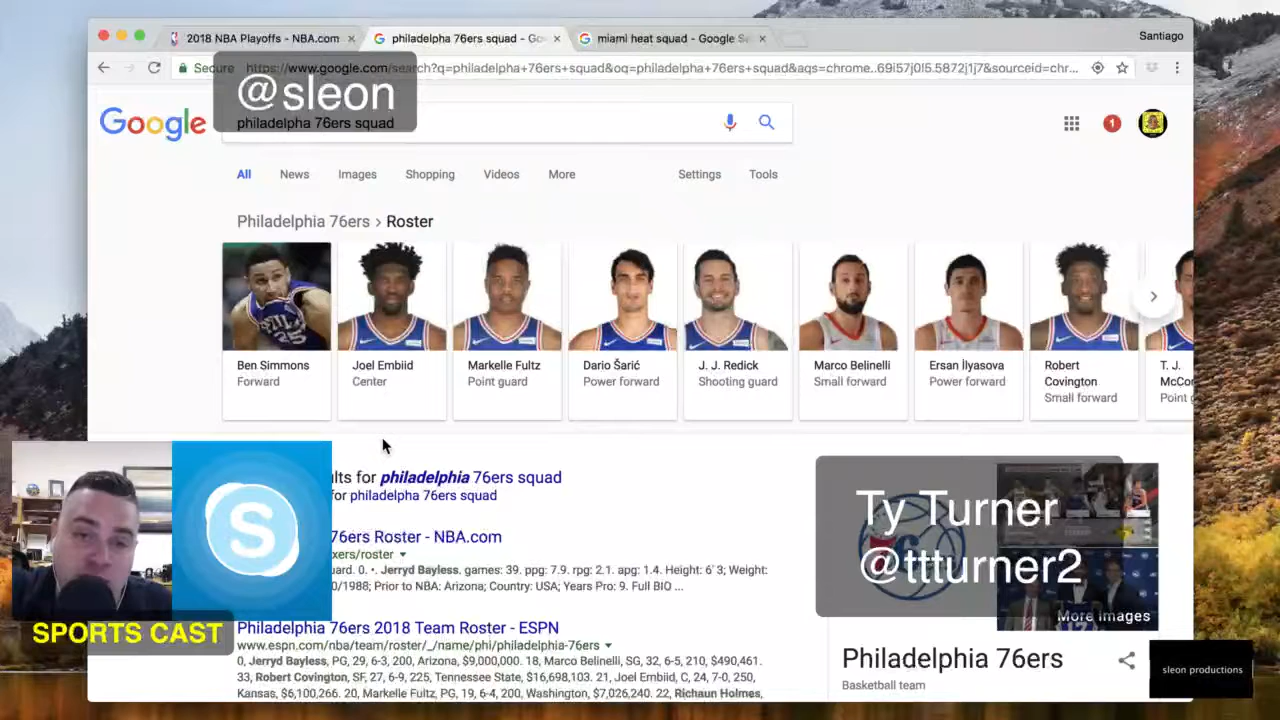 2018 NBA Playoffs - NBA.com
philadelpha 76ers squad - Go
miami heat squad - Google Se
Santiago
Secure
https://www.google.com/search?q=philadelpha+76ers+squad&oq=philadelpha+76ers+squad&aqs=chrome..69i57j0l5.5872j1j7&sourceid=chr...
@sleon
Google
philadelpha 76ers squad
1
All
News
Images
Shopping
Videos
More
Settings
Tools
Philadelphia 76ers > Roster
Ben Simmons
Forward
Joel Embiid
Center
Markelle Fultz
Point guard
Dario Šarić
Power forward
J. J. Redick
Shooting guard
Marco Belinelli
Small forward
Ersan İlyasova
Power forward
Robert
Covington
Small forward
T. J.
McCo
Point g
ults for philadelphia 76ers squad
for philadelpha 76ers squad
76ers Roster - NBA.com
xers/roster
ard. 0. •. Jerryd Bayless. games: 39. ppg: 7.9. rpg: 2.1. apg: 1.4. Height: 6' 3; Weight:
0/1988; Prior to NBA: Arizona; Country: USA; Years Pro: 9. Full BIO ...
Philadelphia 76ers 2018 Team Roster - ESPN
www.espn.com/nba/team/roster/_/name/phi/philadelphia-76ers
0, Jerryd Bayless, PG, 29, 6-3, 200, Arizona, $9,000,000. 18, Marco Belinelli, SG, 32, 6-5, 210, $490,461.
33, Robert Covington, SF, 27, 6-9, 225, Tennessee State, $16,698,103. 21, Joel Embiid, C, 24, 7-0, 250,
Kansas, $6,100,266. 20, Markelle Fultz, PG, 19, 6-4, 200, Washington, $7,026,240. 22, Richaun Holmes,
S
SPORTS CAST
Ty Turner
@ttturner2
More images
Philadelphia 76ers
Basketball team
sleon productions